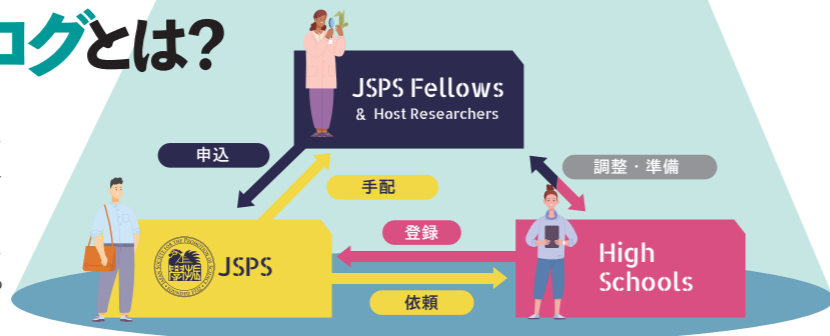 ログとは?
JSPS Fellows
& Host Researchers
申込
手配
調整・準備
登録
JSPS
High
Schools
依頼